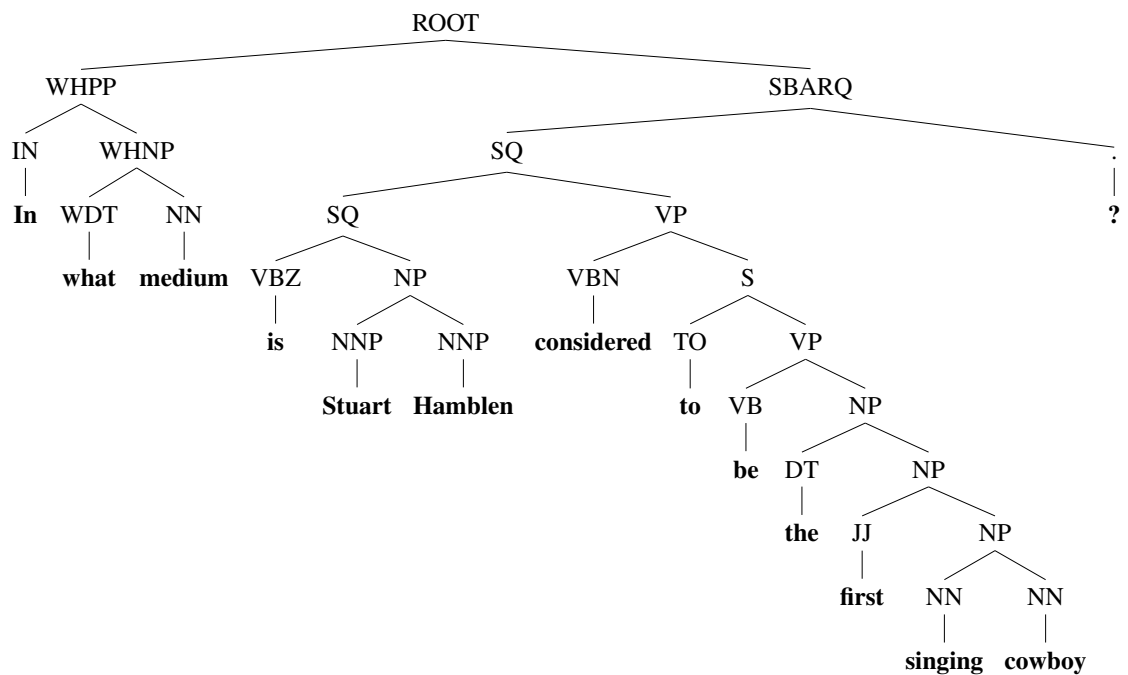 ROOT
WHPP SBARQ
IN WHNP SQ .
In WDT NN SQ VP ?
what medium VBZ NP VBN S
is NNP NNP considered TO VP
Stuart Hamblen to VB NP
be DT NP
the JJ NP
first NN NN
singing cowboy